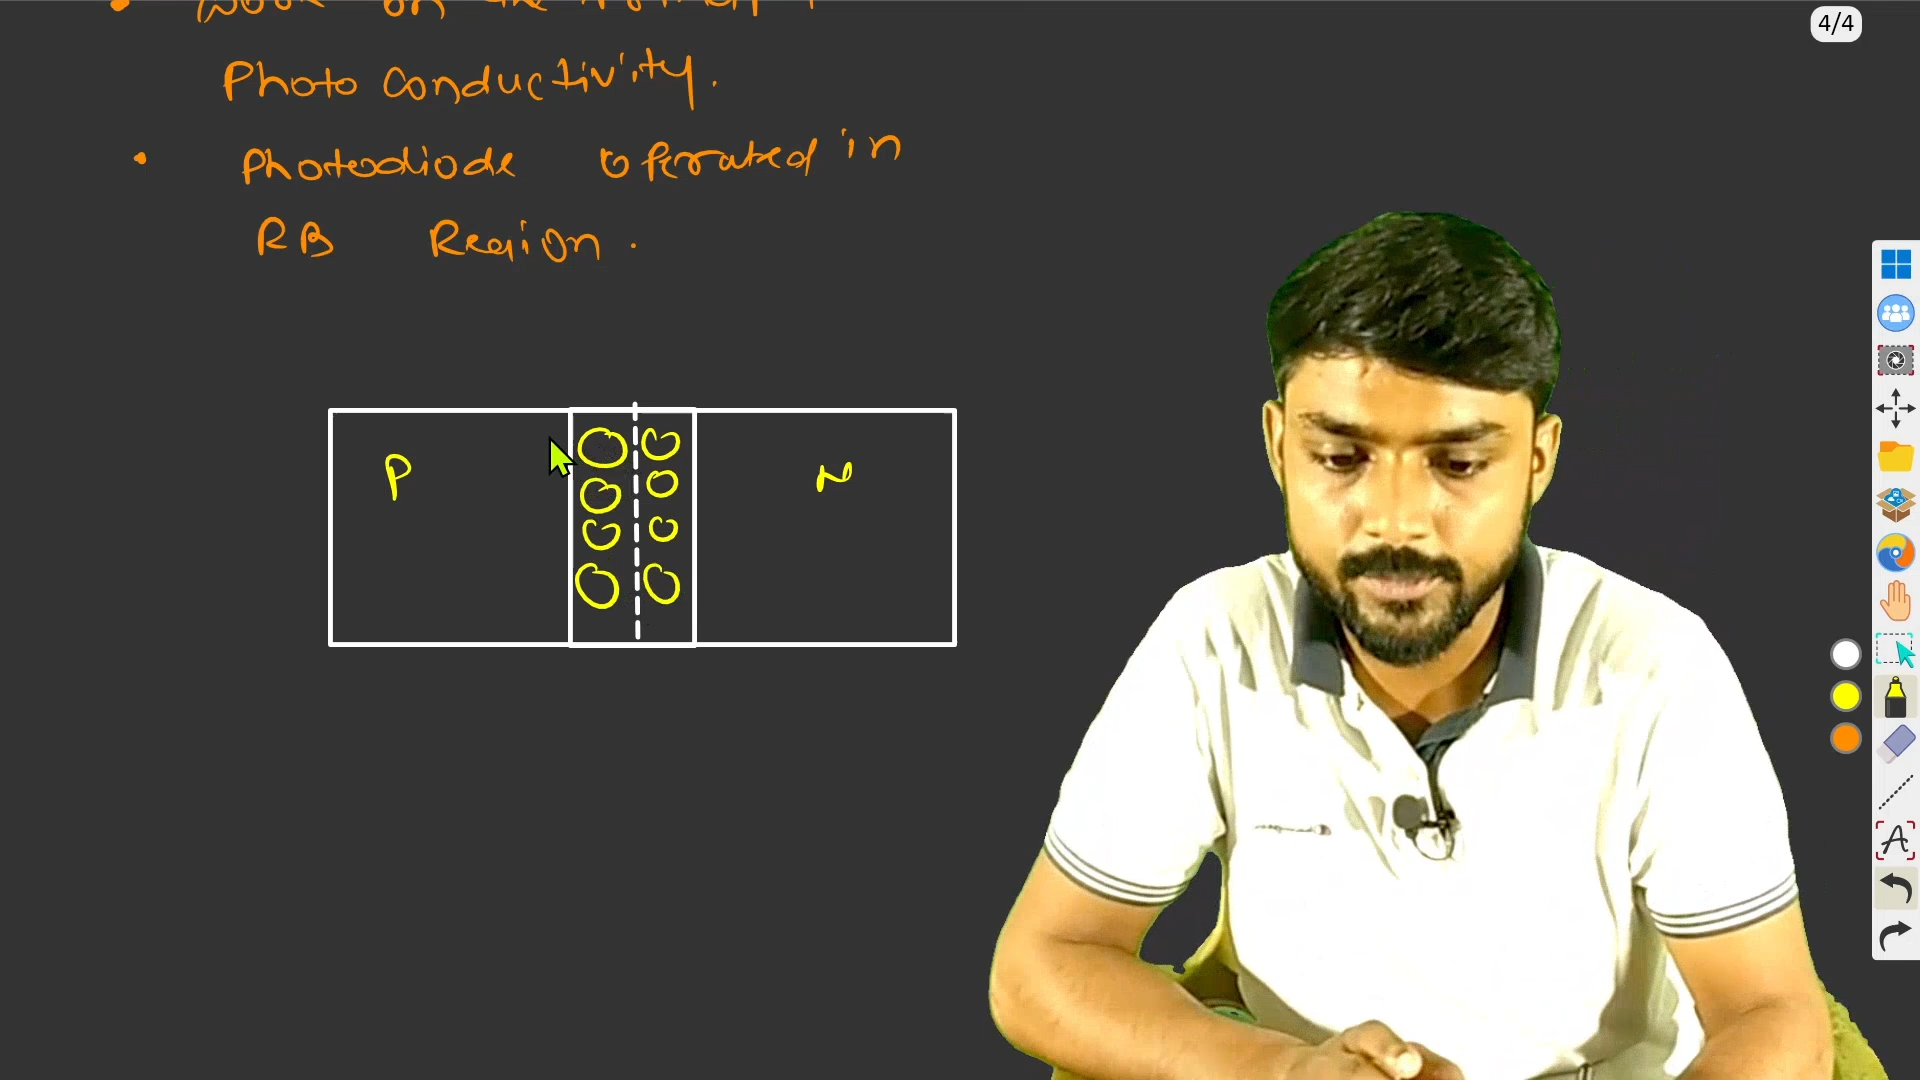 4/4
Photo conductivity.
• Photodiode operated in
RB Region.
P
N